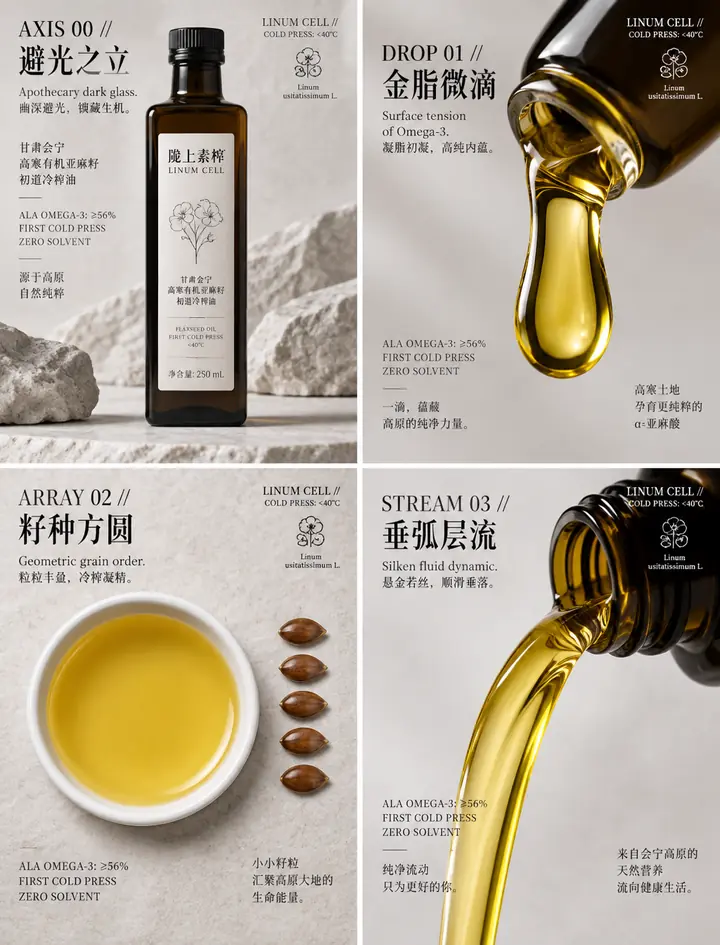 AXIS 00 //
避光之立
Apothecary dark glass.
幽深避光，锁藏生机。
甘肃会宁
高寒有机亚麻籽
初道冷榨油
ALA OMEGA-3: ≥56%
FIRST COLD PRESS
ZERO SOLVENT
源于高原
自然纯粹
LINUM CELL //
COLD PRESS: <40°C
Linum
usitatissimum L.
陇上素榨
LINUM CELL
甘肃会宁
高寒有机亚麻籽
初道冷榨油
FLAXSEED OIL
FIRST COLD PRESS
<40°C
净含量: 250 mL
DROP 01 //
金脂微滴
Surface tension
of Omega-3.
凝脂初凝，高纯内蕴。
LINUM CELL //
COLD PRESS: <40°C
Linum
usitatissimum L.
ALA OMEGA-3: ≥56%
FIRST COLD PRESS
ZERO SOLVENT
一滴，蕴藏
高原的纯净力量。
高寒土地
孕育更纯粹的
α-亚麻酸
ARRAY 02 //
籽种方圆
Geometric grain order.
粒粒丰盈，冷榨凝精。
LINUM CELL //
COLD PRESS: <40°C
Linum
usitatissimum L.
ALA OMEGA-3: ≥56%
FIRST COLD PRESS
ZERO SOLVENT
小小籽粒
汇聚高原大地的
生命能量。
STREAM 03 //
垂弧层流
Silken fluid dynamic.
悬金若丝，顺滑垂落。
LINUM CELL //
COLD PRESS: <40°C
Linum
usitatissimum L.
ALA OMEGA-3: ≥56%
FIRST COLD PRESS
ZERO SOLVENT
纯净流动
只为更好的你。
来自会宁高原的
天然营养
流向健康生活。